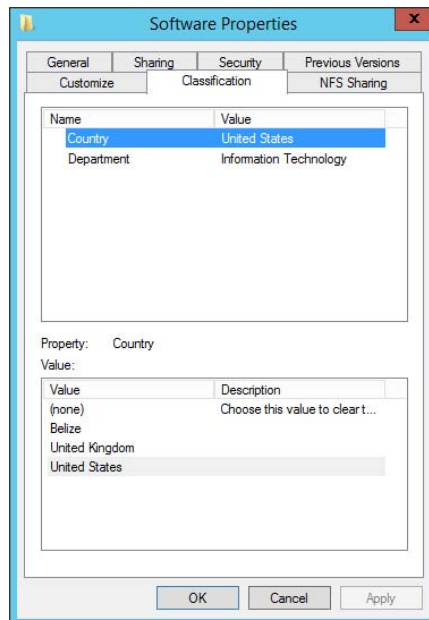 Software Properties
x
General Sharing Security Previous Versions
Customize Classification NFS Sharing
Name Value
Country United States
Department Information Technology
Property: Country
Value:
Value Description
(none) Choose this value to clear t...
Belize
United Kingdom
United States
OK Cancel Apply